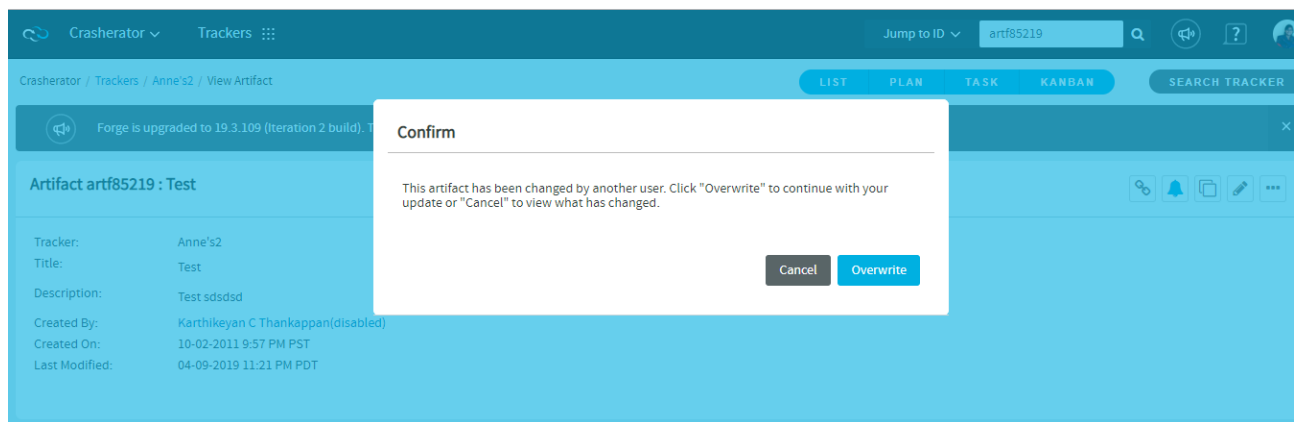 Crasherator Trackers Jump to ID artf85219 ?
Crasherator / Trackers / Anne's2 / View Artifact LIST PLAN TASK KANBAN SEARCH TRACKER
Forge is upgraded to 19.3.109 (Iteration 2 build).
Confirm
This artifact has been changed by another user. Click "Overwrite" to continue with your
update or "Cancel" to view what has changed.
Cancel Overwrite
Artifact artf85219 : Test
Tracker: Anne's2
Title: Test
Description: Test sdsdsd
Created By: Karthikeyan C Thankappan(disabled)
Created On: 10-02-2011 9:57 PM PST
Last Modified: 04-09-2019 11:21 PM PDT